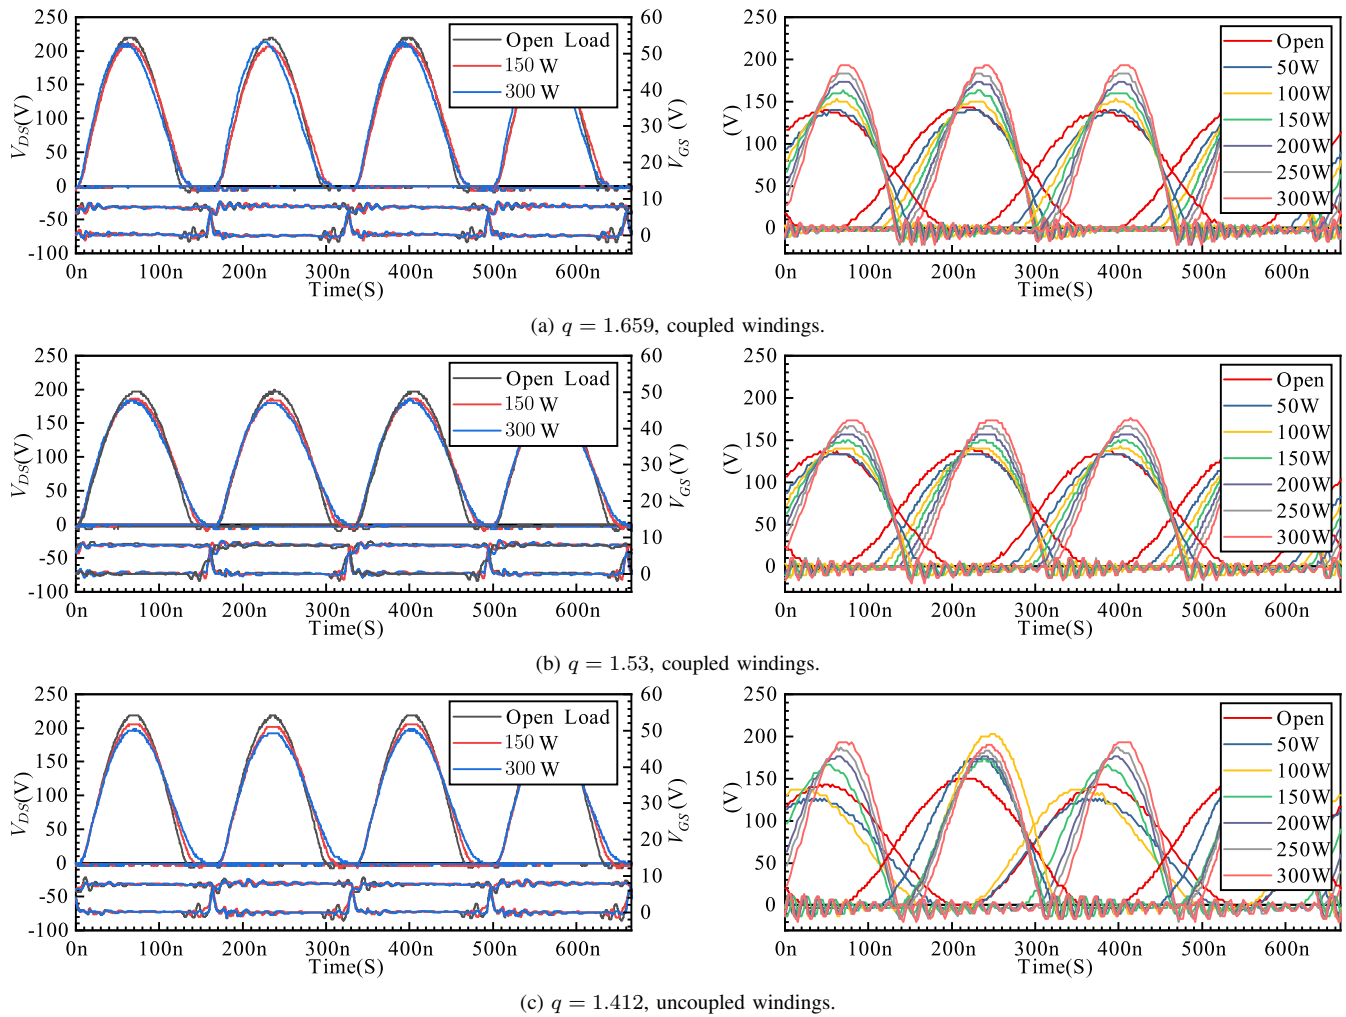 250
200
150
100
50
0
-50
-100
V_DS(V)
60
50
40
30
20
10
0
V_GS (V)
Open Load
150 W
300 W
0n 100n 200n 300n 400n 500n 600n
Time(S)
250
200
150
100
50
0
(V)
Open
50W
100W
150W
200W
250W
300W
0n 100n 200n 300n 400n 500n 600n
Time(S)
(a) q = 1.659, coupled windings.
250
200
150
100
50
0
-50
-100
V_DS(V)
60
50
40
30
20
10
0
V_GS (V)
Open Load
150 W
300 W
0n 100n 200n 300n 400n 500n 600n
Time(S)
250
200
150
100
50
0
(V)
Open
50W
100W
150W
200W
250W
300W
0n 100n 200n 300n 400n 500n 600n
Time(S)
(b) q = 1.53, coupled windings.
250
200
150
100
50
0
-50
-100
V_DS(V)
60
50
40
30
20
10
0
V_GS (V)
Open Load
150 W
300 W
0n 100n 200n 300n 400n 500n 600n
Time(S)
250
200
150
100
50
0
(V)
Open
50W
100W
150W
200W
250W
300W
0n 100n 200n 300n 400n 500n 600n
Time(S)
(c) q = 1.412, uncoupled windings.